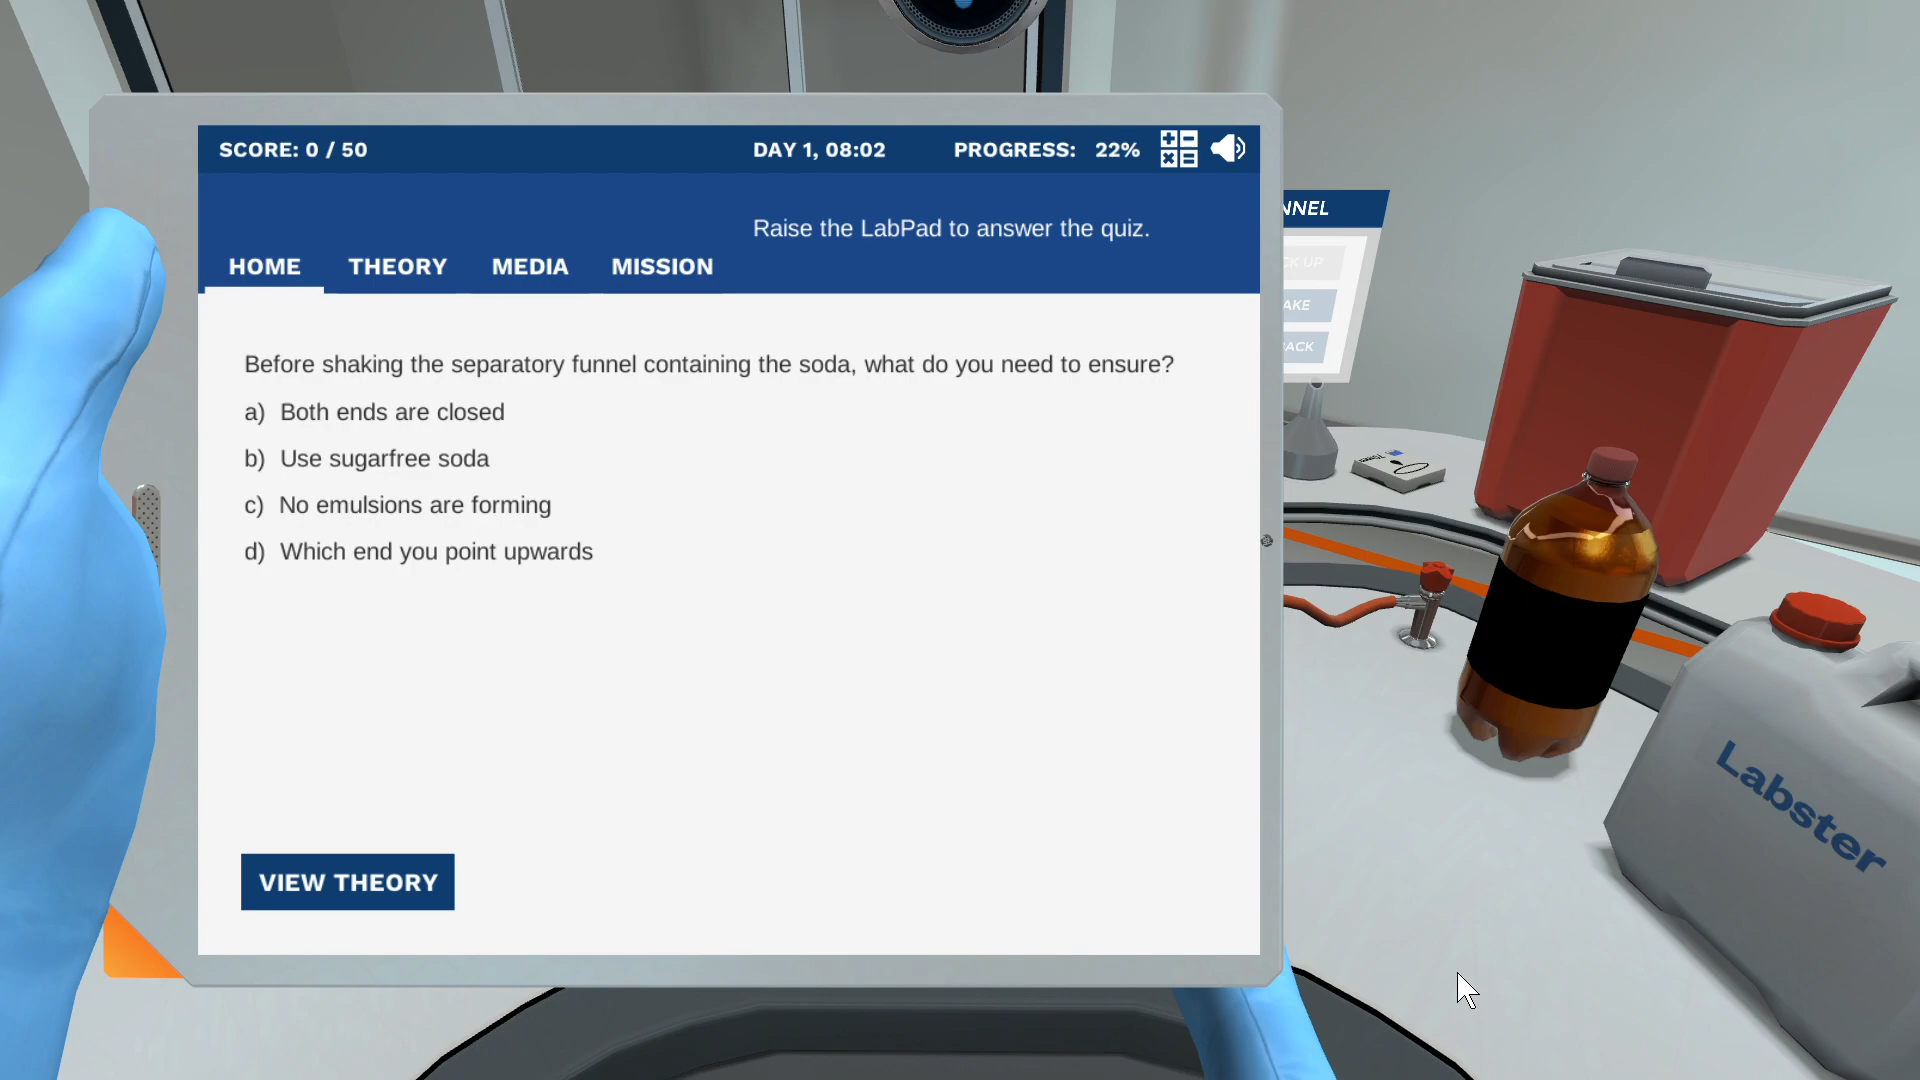 SCORE: 0 / 50
DAY 1, 08:02
PROGRESS: 22%
Raise the LabPad to answer the quiz.
HOME THEORY MEDIA MISSION
Before shaking the separatory funnel containing the soda, what do you need to ensure?
a) Both ends are closed
b) Use sugarfree soda
c) No emulsions are forming
d) Which end you point upwards
VIEW THEORY
NNEL
CK UP
AKE
ACK
Labster